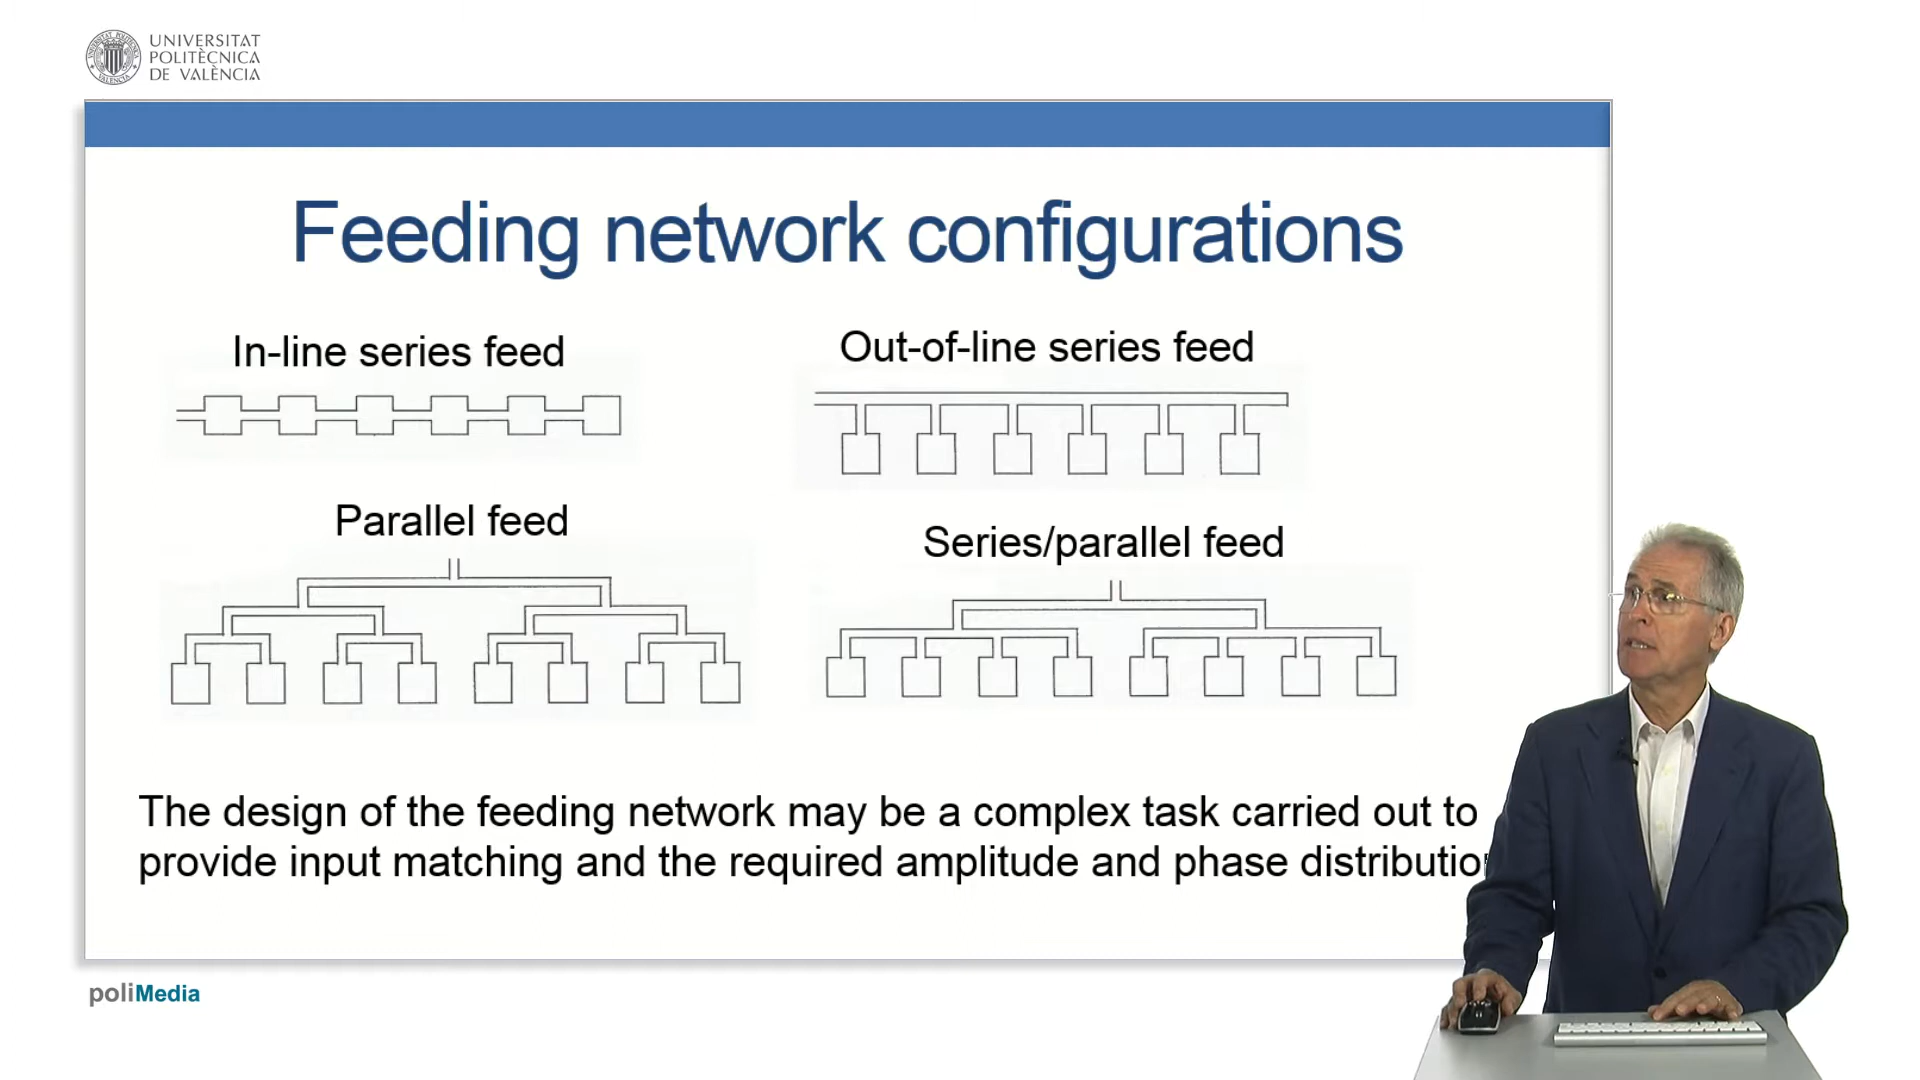 UNIVERSITAT
POLITÈCNICA
DE VALÈNCIA
Feeding network configurations
In-line series feed
Out-of-line series feed
Parallel feed
Series/parallel feed
The design of the feeding network may be a complex task carried out to
provide input matching and the required amplitude and phase distribution
poliMedia